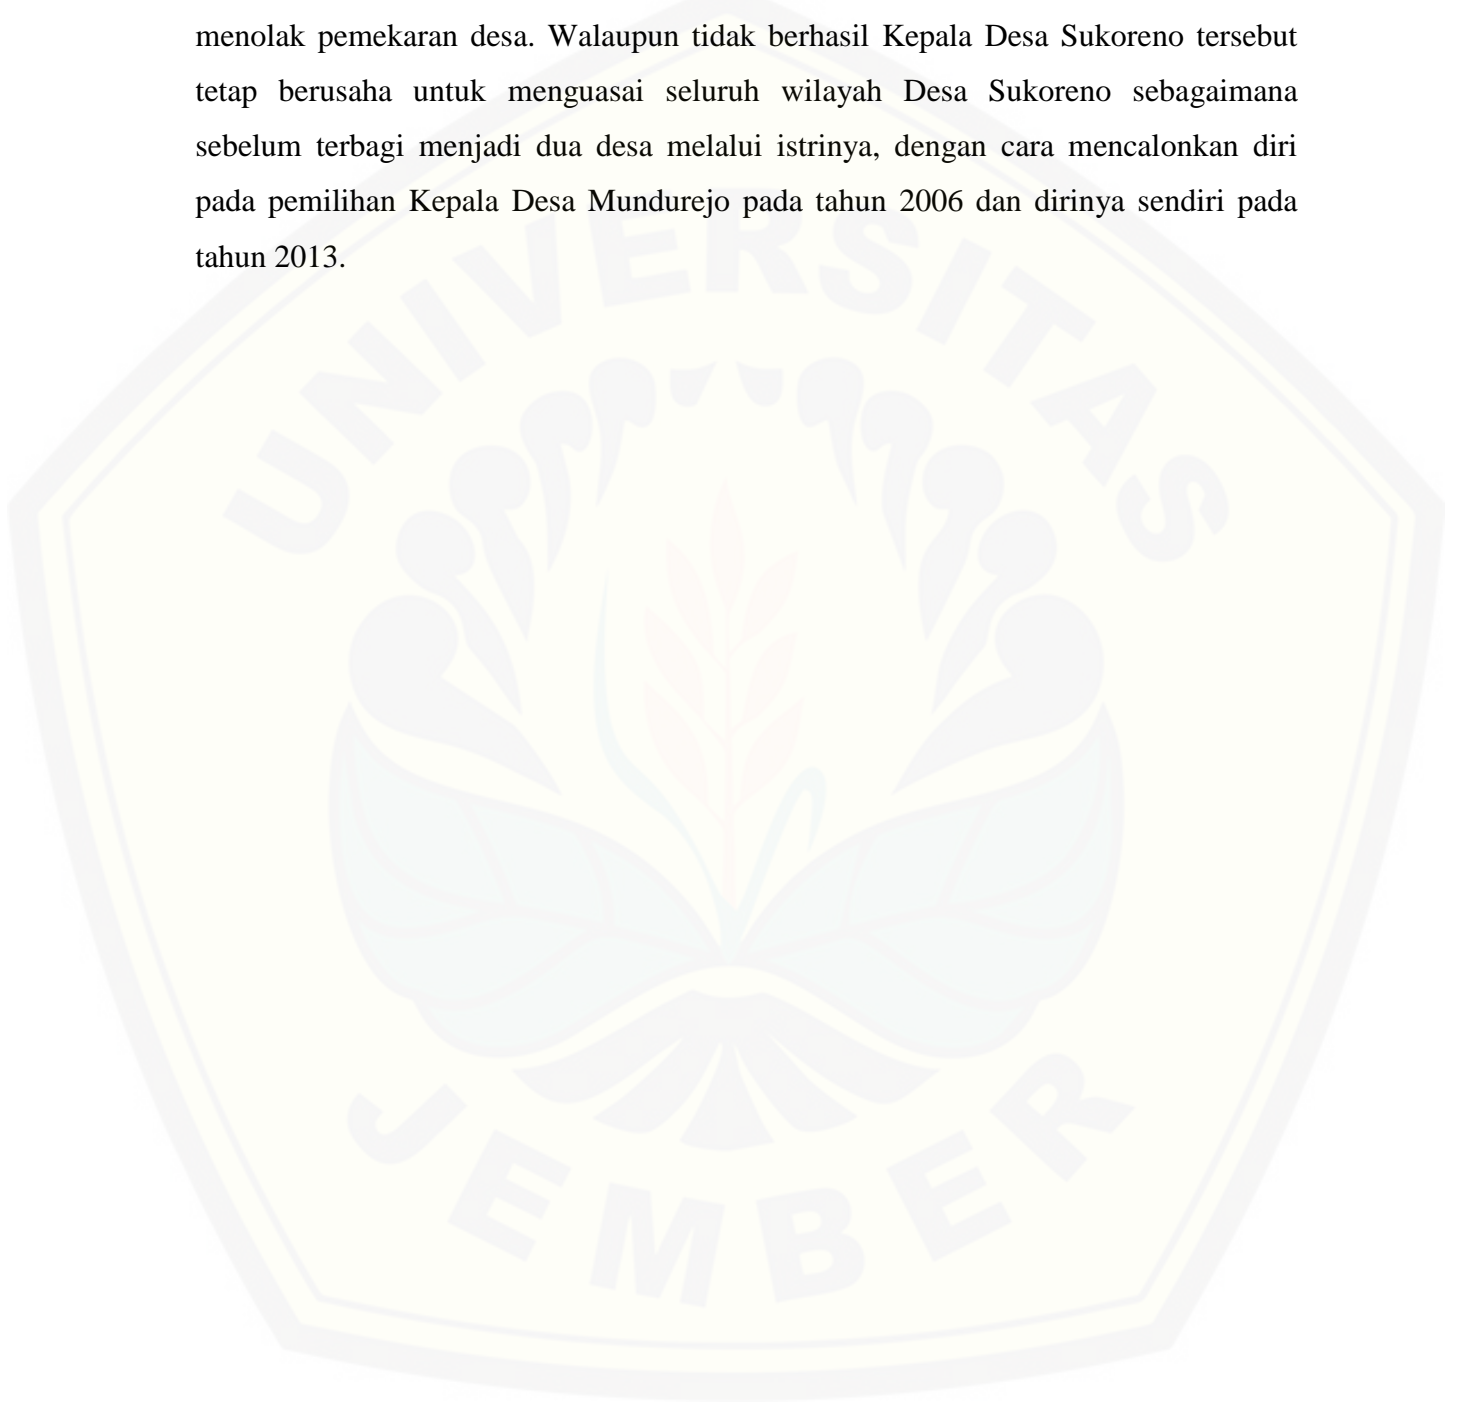 menolak pemekaran desa. Walaupun tidak berhasil Kepala Desa Sukoreno tersebut
tetap berusaha untuk menguasai seluruh wilayah Desa Sukoreno sebagaimana
sebelum terbagi menjadi dua desa melalui istrinya, dengan cara mencalonkan diri
pada pemilihan Kepala Desa Mundurejo pada tahun 2006 dan dirinya sendiri pada
tahun 2013.
UNIVERSITAS
JEMBER